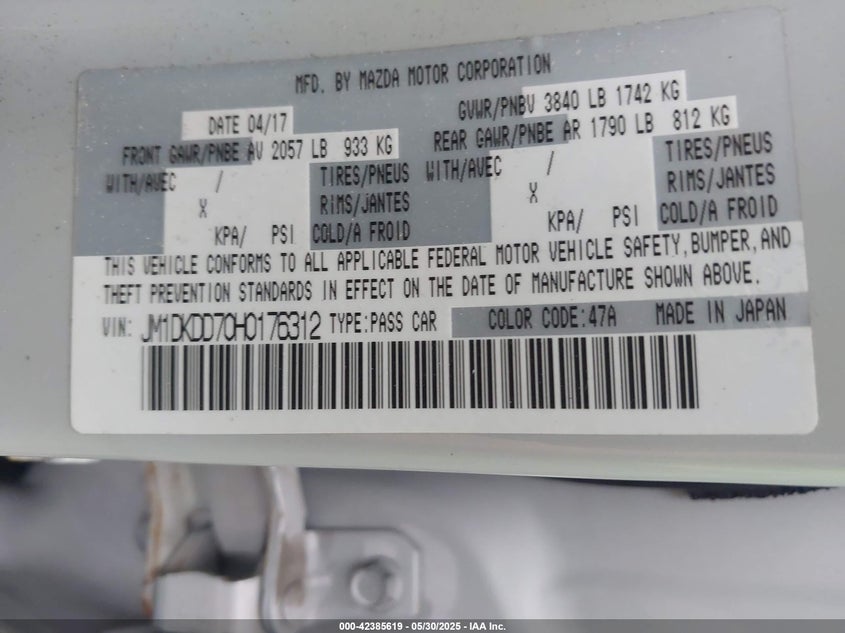 MFD. BY MAZDA MOTOR CORPORATION
DATE 04/17
GVWR/PNBV 3840 LB 1742 KG
FRONT GAWR/PNBE AV 2057 LB 933 KG
REAR GAWR/PNBE AR 1790 LB 812 KG
WITH/AVEC / TIRES/PNEUS
X RIMS/JANTES
KPA/ PSI COLD/A FROID
WITH/AVEC / TIRES/PNEUS
X RIMS/JANTES
KPA/ PSI COLD/A FROID
THIS VEHICLE CONFORMS TO ALL APPLICABLE FEDERAL MOTOR VEHICLE SAFETY, BUMPER, AND
THEFT PREVENTION STANDARDS IN EFFECT ON THE DATE OF MANUFACTURE SHOWN ABOVE.
VIN: JM1DKDD70H0176312 TYPE:PASS CAR COLOR CODE:47A MADE IN JAPAN
000-42385619 - 05/30/2025 - IAA Inc.